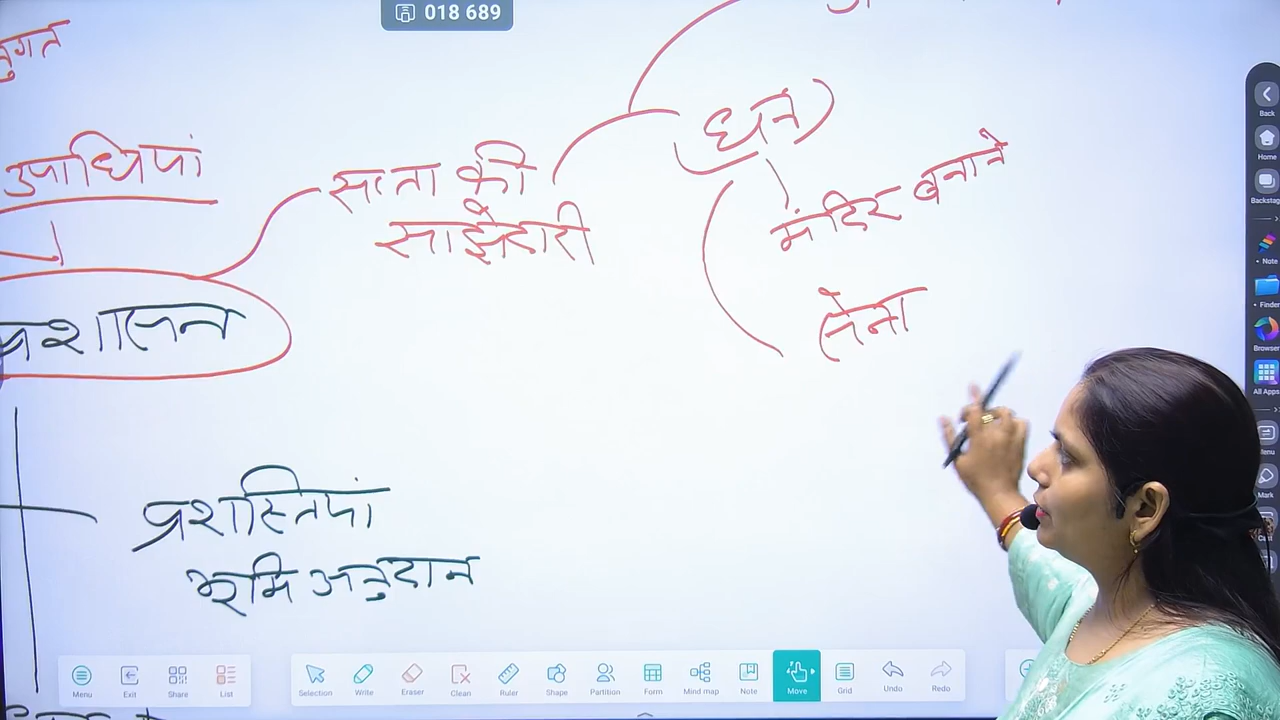 018 689
उपाधियां
सत्ता की
साझेदारी
धन
मंदिर बनाने
सेना
प्रशासन
प्रशस्तियां
भूमि अनुदान
Back
Home
Note
Finder
Browser
All Apps
Mark
Menu
Exit
Share
List
Selection
Write
Eraser
Clean
Ruler
Shape
Partition
Form
Mind map
Note
Move
Grid
Undo
Redo